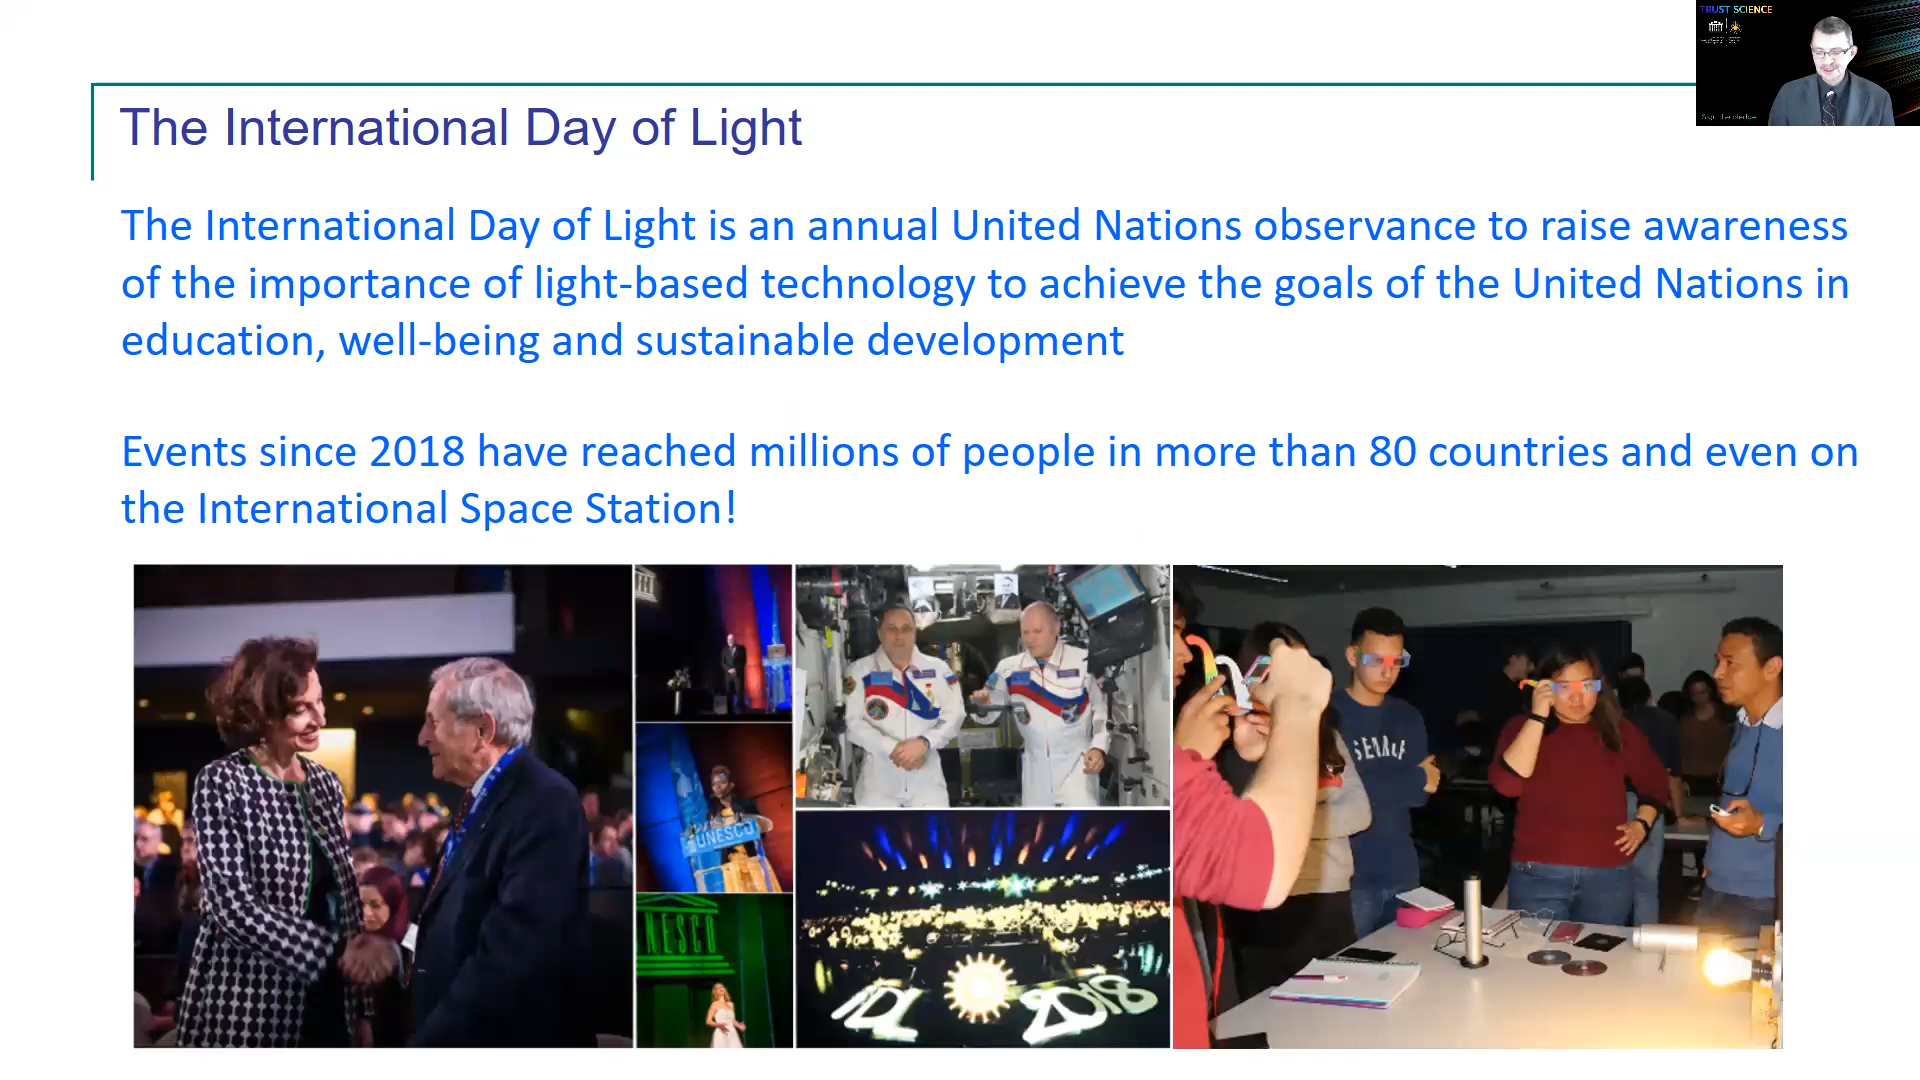 TRUST SCIENCE
The International Day of Light
The International Day of Light is an annual United Nations observance to raise awareness
of the importance of light-based technology to achieve the goals of the United Nations in
education, well-being and sustainable development
Events since 2018 have reached millions of people in more than 80 countries and even on
the International Space Station!
UNESCO
NESCO
IDL 2018